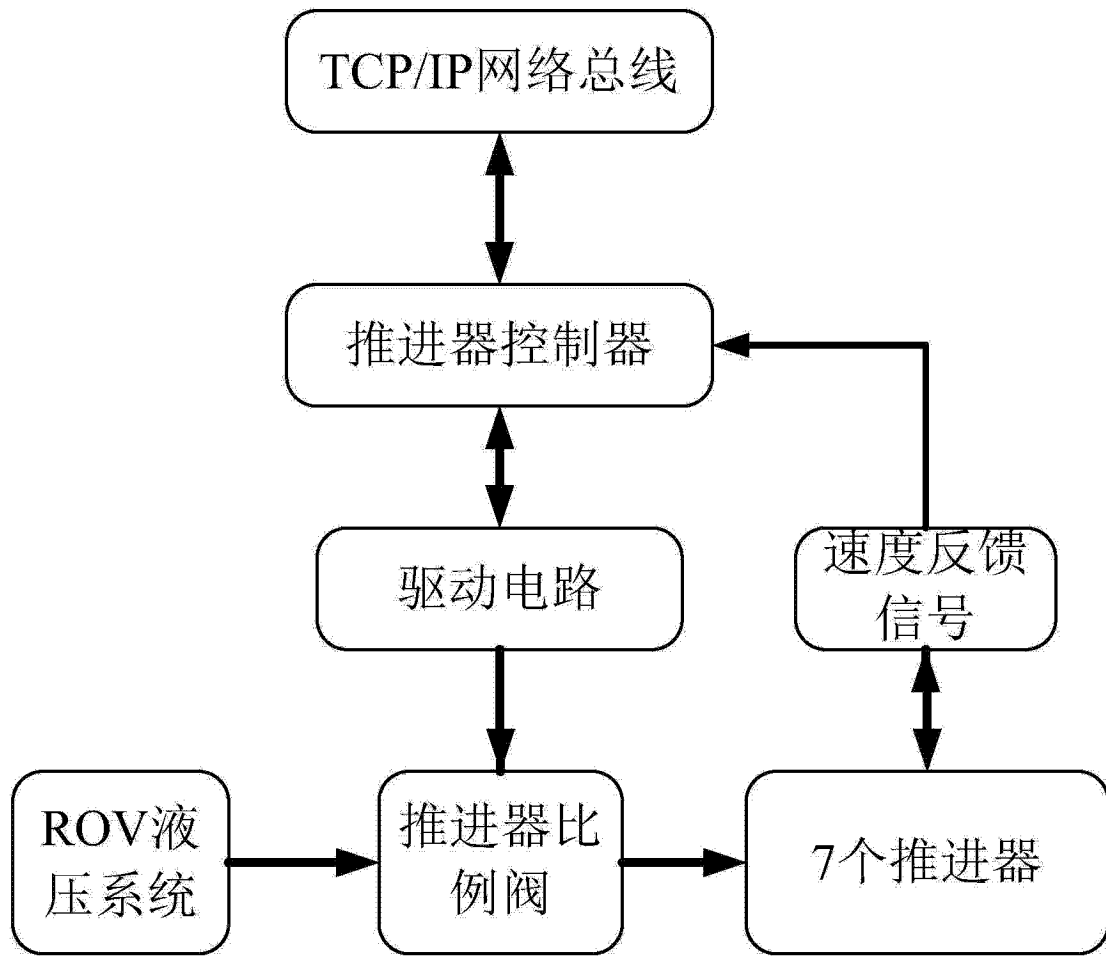 TCP/IP网络总线
推进器控制器
驱动电路
速度反馈
信号
ROV液
压系统
推进器比
例阀
7个推进器